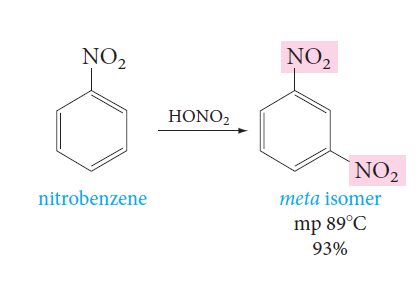 NO₂
NO₂
HONO₂
NO₂
nitrobenzene
meta isomer
mp 89°C
93%